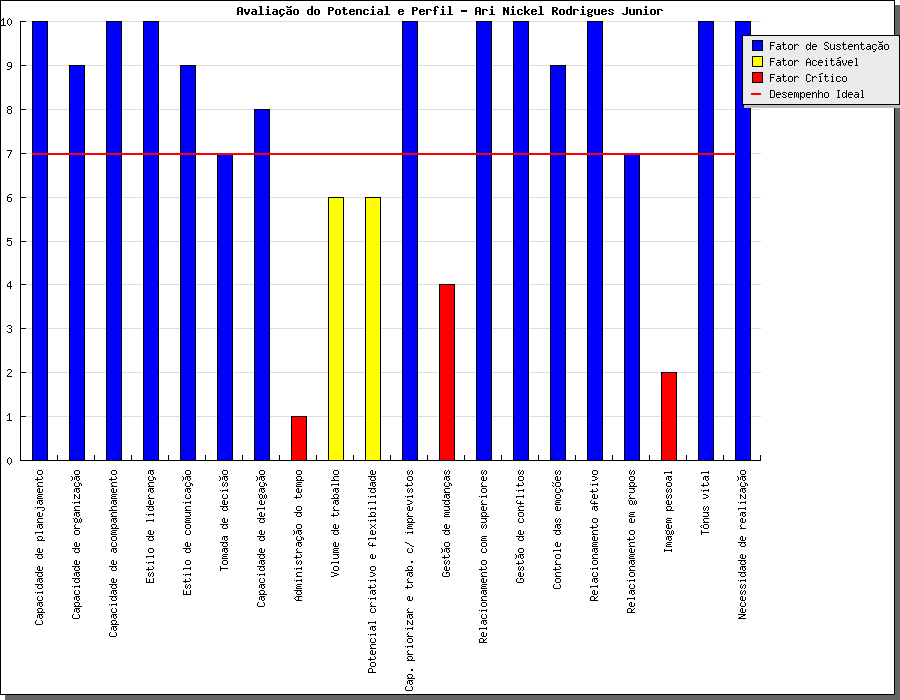 Avaliação do Potencial e Perfil - Ari Nickel Rodrigues Junior
10
9
8
7
6
5
4
3
2
1
0
Fator de Sustentação
Fator Aceitável
Fator Crítico
Desempenho Ideal
Capacidade de planejamento
Capacidade de organização
Capacidade de acompanhamento
Estilo de liderança
Estilo de comunicação
Tomada de decisão
Capacidade de delegação
Administração do tempo
Volume de trabalho
Potencial criativo e flexibilidade
Cap. priorizar e trab. c/ imprevistos
Gestão de mudanças
Relacionamento com superiores
Gestão de conflitos
Controle das emoções
Relacionamento afetivo
Relacionamento em grupos
Imagem pessoal
Tônus vital
Necessidade de realização